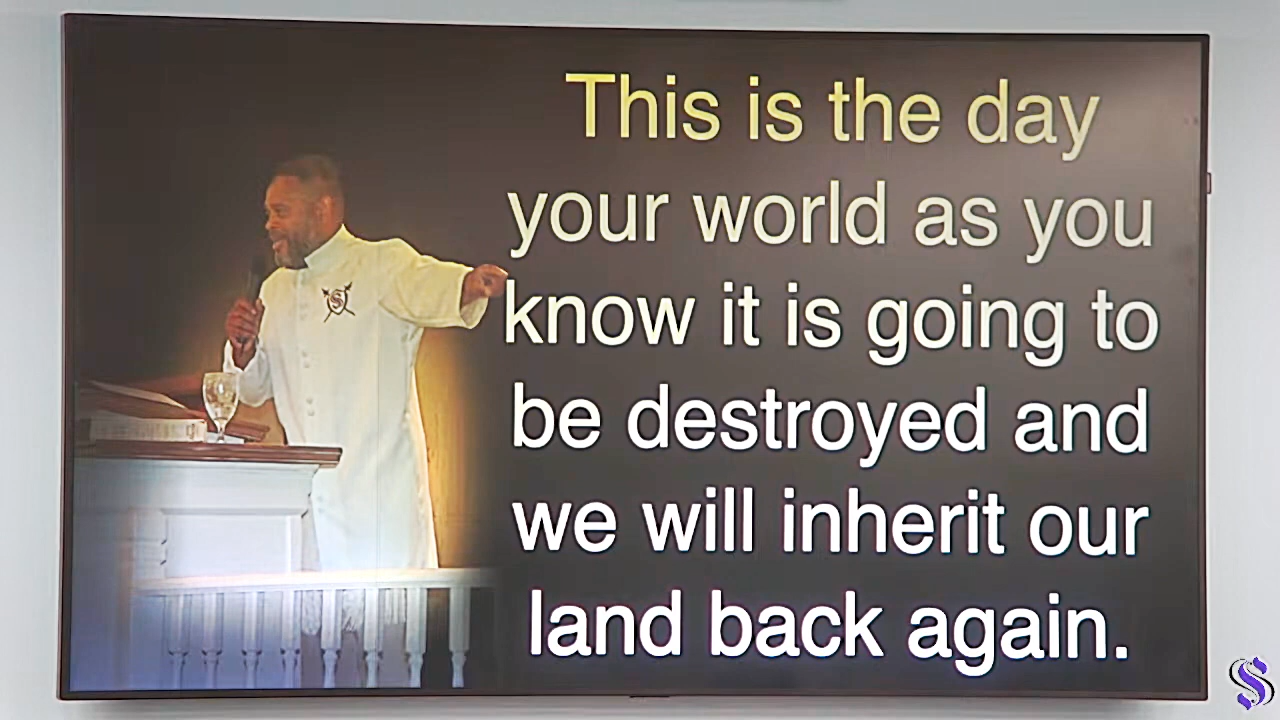 This is the day
your world as you
know it is going to
be destroyed and
we will inherit our
land back again.